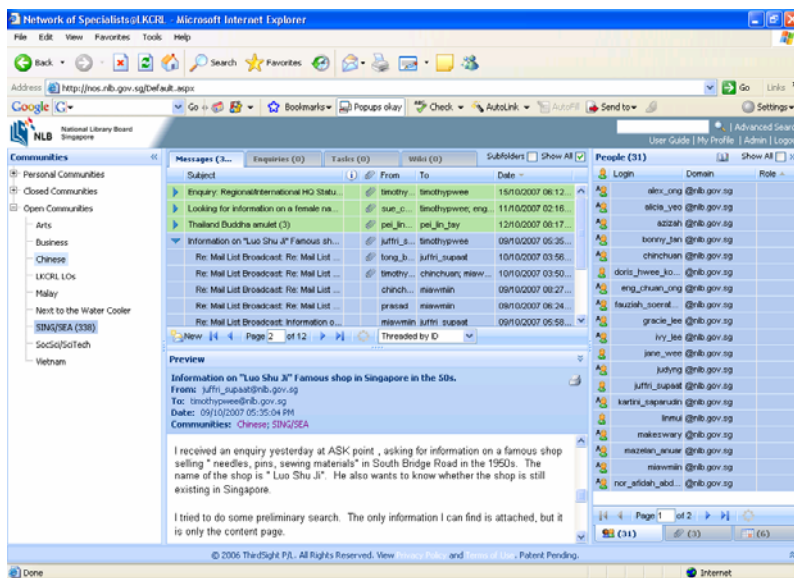 Network of Specialists@LKCRL - Microsoft Internet Explorer
File Edit View Favorites Tools Help
Back Search Favorites
Address http://nos.nlb.gov.sg/Default.aspx Go Links
Google Go Bookmarks Popups okay Check AutoLink AutoFill Send to Settings
NLB National Library Board
Singapore
Advanced Searc
User Guide | My Profile | Admin | Logou
Communities «
Personal Communities
Closed Communities
Open Communities
Arts
Business
Chinese
LKCRL LOs
Malay
Next to the Water Cooler
SING/SEA (338)
SocSci/SciTech
Vietnam
Messages (3... Enquiries (0) Tasks (0) Wiki (0) Subfolders Show All
Subject From To Date
Enquiry: Regional/International HQ Statu... timothy... timothypwee 15/10/2007 06:12...
Looking for information on a female na... sue_c... timothypwee; eng... 11/10/2007 02:16...
Thailand Buddha amulet (3) pei_lin... pei_lin_tay 12/10/2007 08:17...
Information on "Luo Shu Ji" Famous sh... juffri_s... timothypwee 09/10/2007 05:35...
Re: Mail List Broadcast: Re: Mail List ... tong_b... juffri_supaat 10/10/2007 03:56...
Re: Mail List Broadcast: Re: Mail List ... timothy... chinchuan; miaw... 10/10/2007 03:50...
Re: Mail List Broadcast: Re: Mail List ... chinch... miawmin 09/10/2007 08:27...
Re: Mail List Broadcast: Re: Mail List ... prasad miawmin 09/10/2007 06:24...
Re: Mail List Broadcast: Information o... miawmin juffri_supaat 09/10/2007 05:58...
New Page 2 of 12 Threaded by ID
Preview
Information on "Luo Shu Ji" Famous shop in Singapore in the 50s.
From: juffri_supaat@nlb.gov.sg
To: timothypwee@nlb.gov.sg
Date: 09/10/2007 05:35:04 PM
Communities: Chinese; SING/SEA
I received an enquiry yesterday at ASK point , asking for information on a famous shop
selling " needles, pins, sewing materials" in South Bridge Road in the 1950s. The
name of the shop is " Luo Shu Ji". He also wants to know whether the shop is still
existing in Singapore.
I tried to do some preliminary search. The only information I can find is attached, but it
is only the content page.
People (31) Show All »
Login Domain Role
alex_ong @nlb.gov.sg
alicia_yeo @nlb.gov.sg
azizah @nlb.gov.sg
bonny_tan @nlb.gov.sg
chinchuan @nlb.gov.sg
doris_hwee_ko... @nlb.gov.sg
eng_chuan_ong @nlb.gov.sg
fauziah_soerat... @nlb.gov.sg
gracie_lee @nlb.gov.sg
ivy_lee @nlb.gov.sg
jane_wee @nlb.gov.sg
judyng @nlb.gov.sg
juffri_supaat @nlb.gov.sg
kartini_saparudin @nlb.gov.sg
linmui @nlb.gov.sg
makeswary @nlb.gov.sg
mazelan_anuar @nlb.gov.sg
miawmin @nlb.gov.sg
nor_afidah_abd... @nlb.gov.sg
Page 1 of 2
(31) (3) (6)
© 2006 ThirdSight P/L. All Rights Reserved. View Privacy Policy and Terms of Use. Patent Pending.
Done Internet